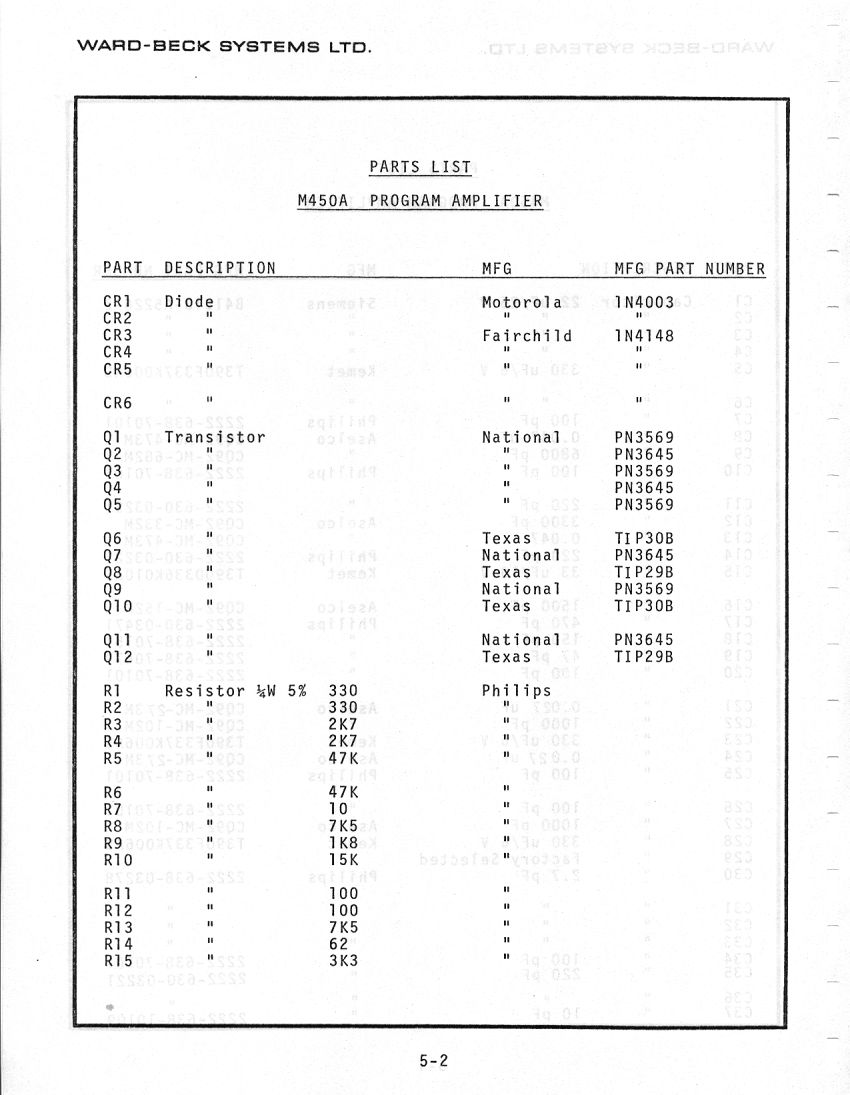 WARD-BECK SYSTEMS LTD.
PARTS LIST
M450A PROGRAM AMPLIFIER
PART DESCRIPTION MFG MFG PART NUMBER
CR1 Diode Motorola 1N4003
CR2 " " "
CR3 " Fairchild 1N4148
CR4 " " "
CR5 " " "
CR6 " " "
Q1 Transistor National PN3569
Q2 " " PN3645
Q3 " " PN3569
Q4 " " PN3645
Q5 " " PN3569
Q6 " Texas TIP30B
Q7 " National PN3645
Q8 " Texas TIP29B
Q9 " National PN3569
Q10 " Texas TIP30B
Q11 " National PN3645
Q12 " Texas TIP29B
R1 Resistor ¼W 5% 330 Philips
R2 " 330 "
R3 " 2K7 "
R4 " 2K7 "
R5 " 47K "
R6 " 47K "
R7 " 10 "
R8 " 7K5 "
R9 " 1K8 "
R10 " 15K "
R11 " 100 "
R12 " 100 "
R13 " 7K5 "
R14 " 62 "
R15 " 3K3 "
5-2